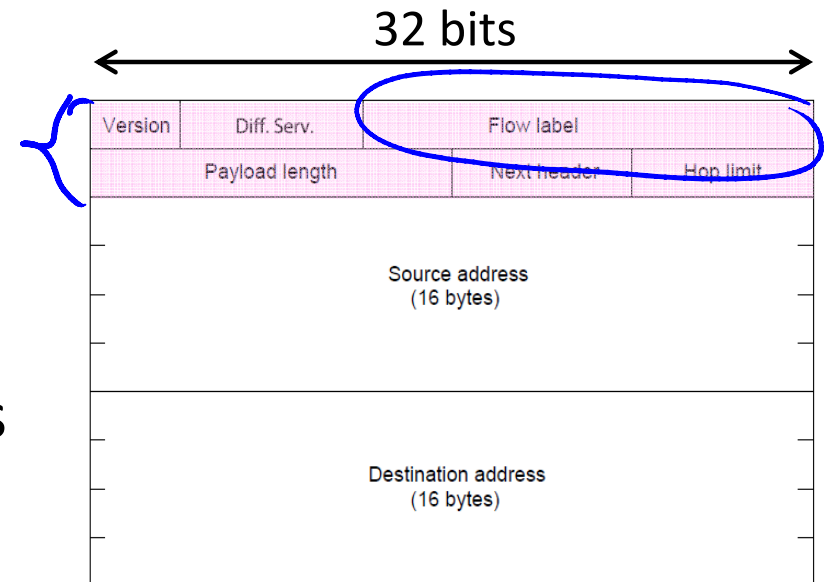 32 bits
Version Diff. Serv. Flow label
Payload length Next header Hop limit
Source address
(16 bytes)
s
Destination address
(16 bytes)